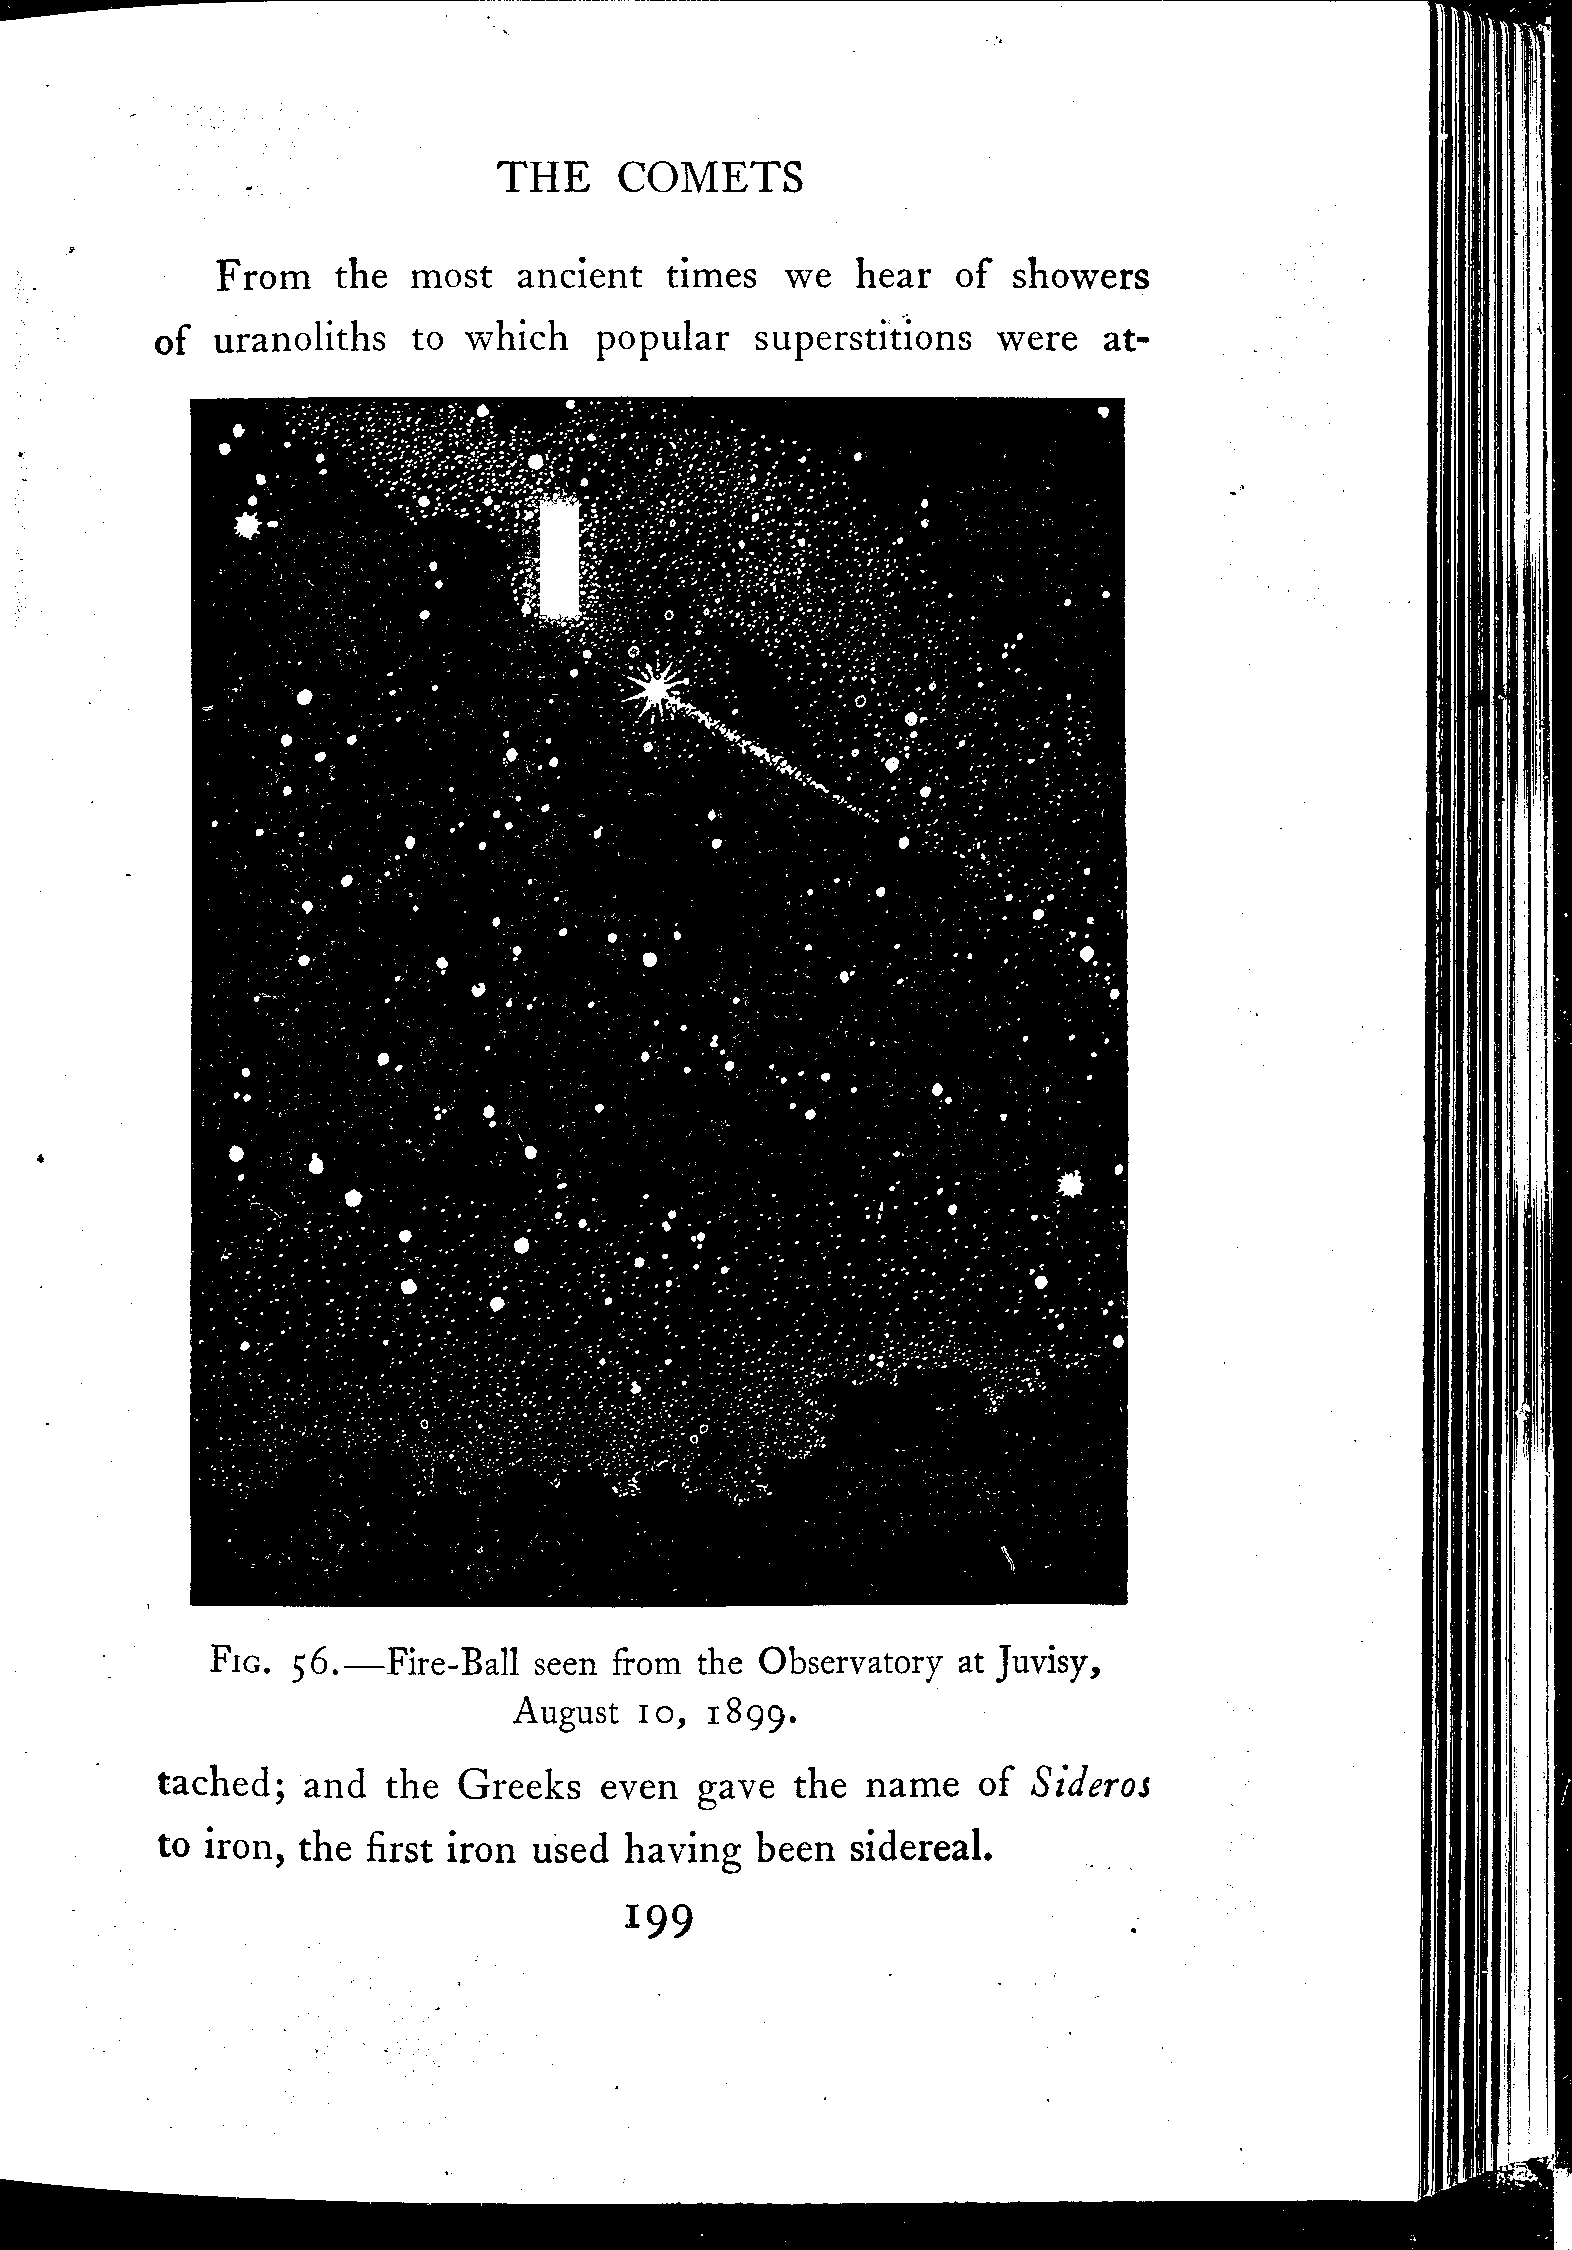 THE COMETS
From the most ancient times we hear of showers
of uranoliths to which popular superstitions were at-
FIG. 56.—Fire-Ball seen from the Observatory at Juvisy,
August 10, 1899.
tached; and the Greeks even gave the name of Sideros
to iron, the first iron used having been sidereal.
199